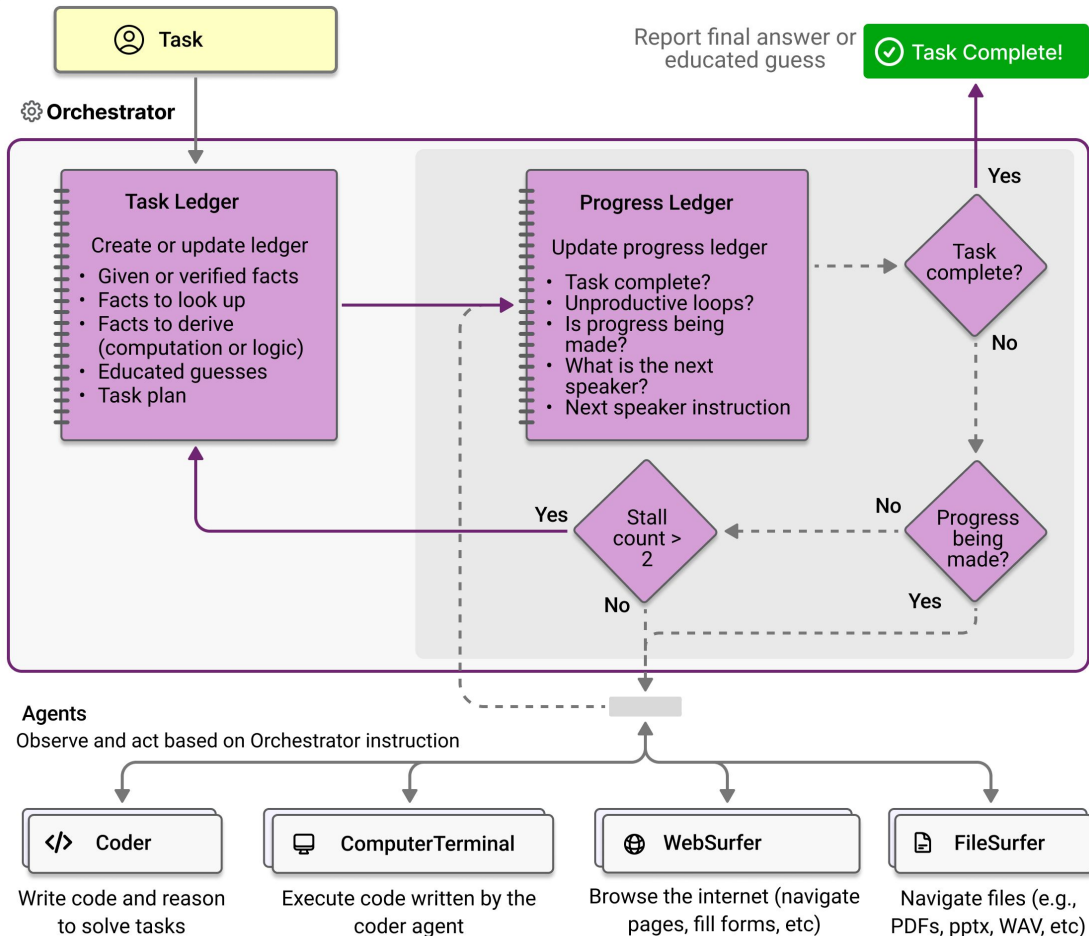 Task
Report final answer or
educated guess
Task Complete!
Orchestrator
Task Ledger
Create or update ledger
• Given or verified facts
• Facts to look up
• Facts to derive
(computation or logic)
• Educated guesses
• Task plan
Progress Ledger
Update progress ledger
• Task complete?
• Unproductive loops?
• Is progress being
made?
• What is the next
speaker?
• Next speaker instruction
Yes
Task
complete?
No
Progress
being
made?
No
Yes
Stall
count >
2
Yes
No
Agents
Observe and act based on Orchestrator instruction
</> Coder
Write code and reason
to solve tasks
ComputerTerminal
Execute code written by the
coder agent
WebSurfer
Browse the internet (navigate
pages, fill forms, etc)
FileSurfer
Navigate files (e.g.,
PDFs, pptx, WAV, etc)